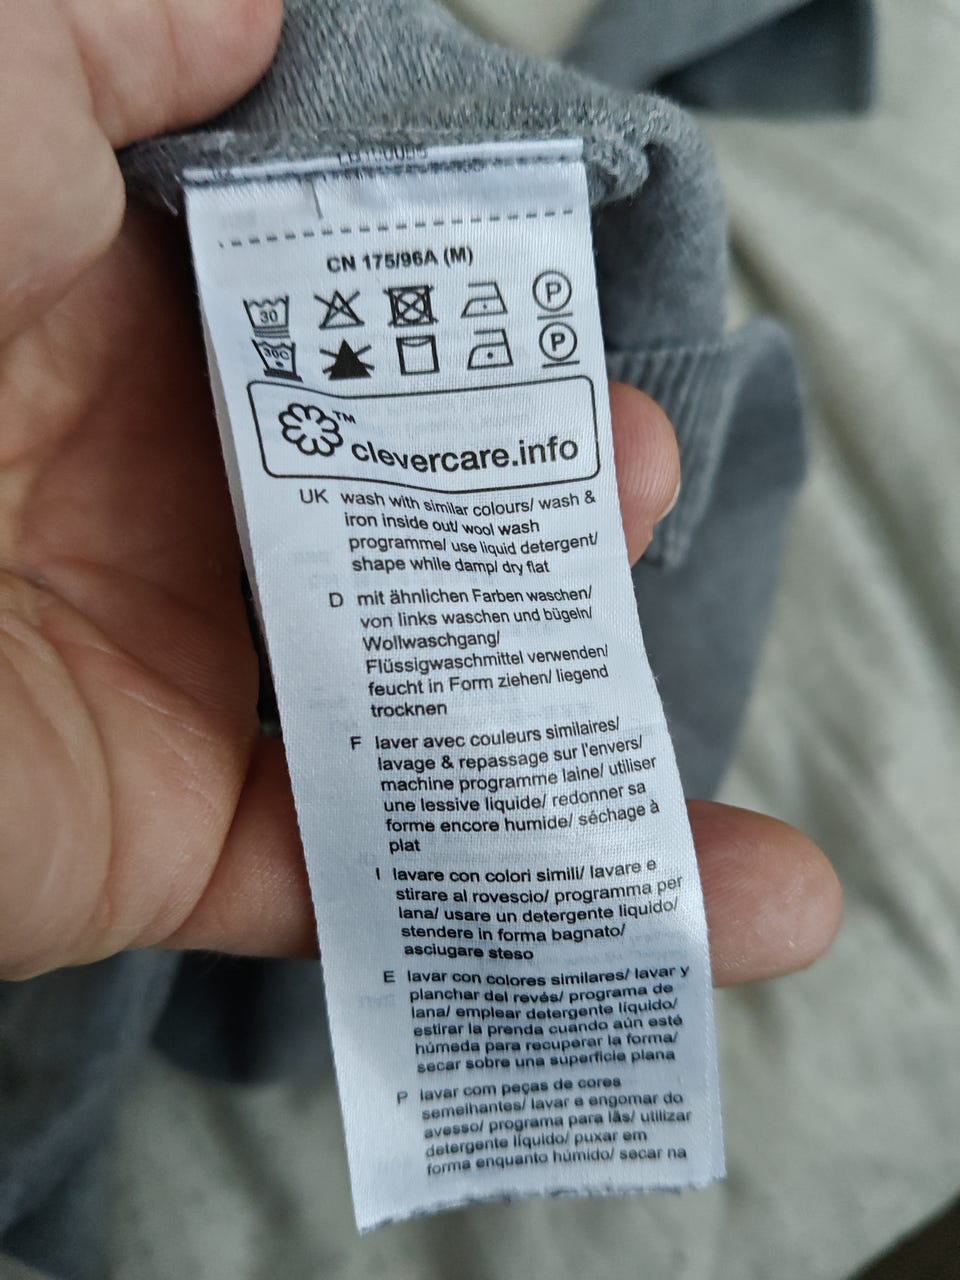 CN 175/96A (M)
30
30C
P
P
clevercare.info
TM
UK wash with similar colours/ wash &
iron inside out/ wool wash
programme/ use liquid detergent/
shape while damp/ dry flat
D mit ähnlichen Farben waschen/
von links waschen und bügeln/
Wollwaschgang/
Flüssigwaschmittel verwenden/
feucht in Form ziehen/ liegend
trocknen
F laver avec couleurs similaires/
lavage & repassage sur l'envers/
machine programme laine/ utiliser
une lessive liquide/ redonner sa
forme encore humide/ séchage à
plat
I lavare con colori simili/ lavare e
stirare al rovescio/ programma per
lana/ usare un detergente liquido/
stendere in forma bagnato/
asciugare steso
E lavar con colores similares/ lavar y
planchar del revés/ programa de
lana/ emplear detergente líquido/
estirar la prenda cuando aún esté
húmeda para recuperar la forma/
secar sobre una superficie plana
P lavar com peças de cores
semelhantes/ lavar e engomar do
avesso/ programa para lãs/ utilizar
detergente líquido/ puxar em
forma enquanto húmido/ secar na